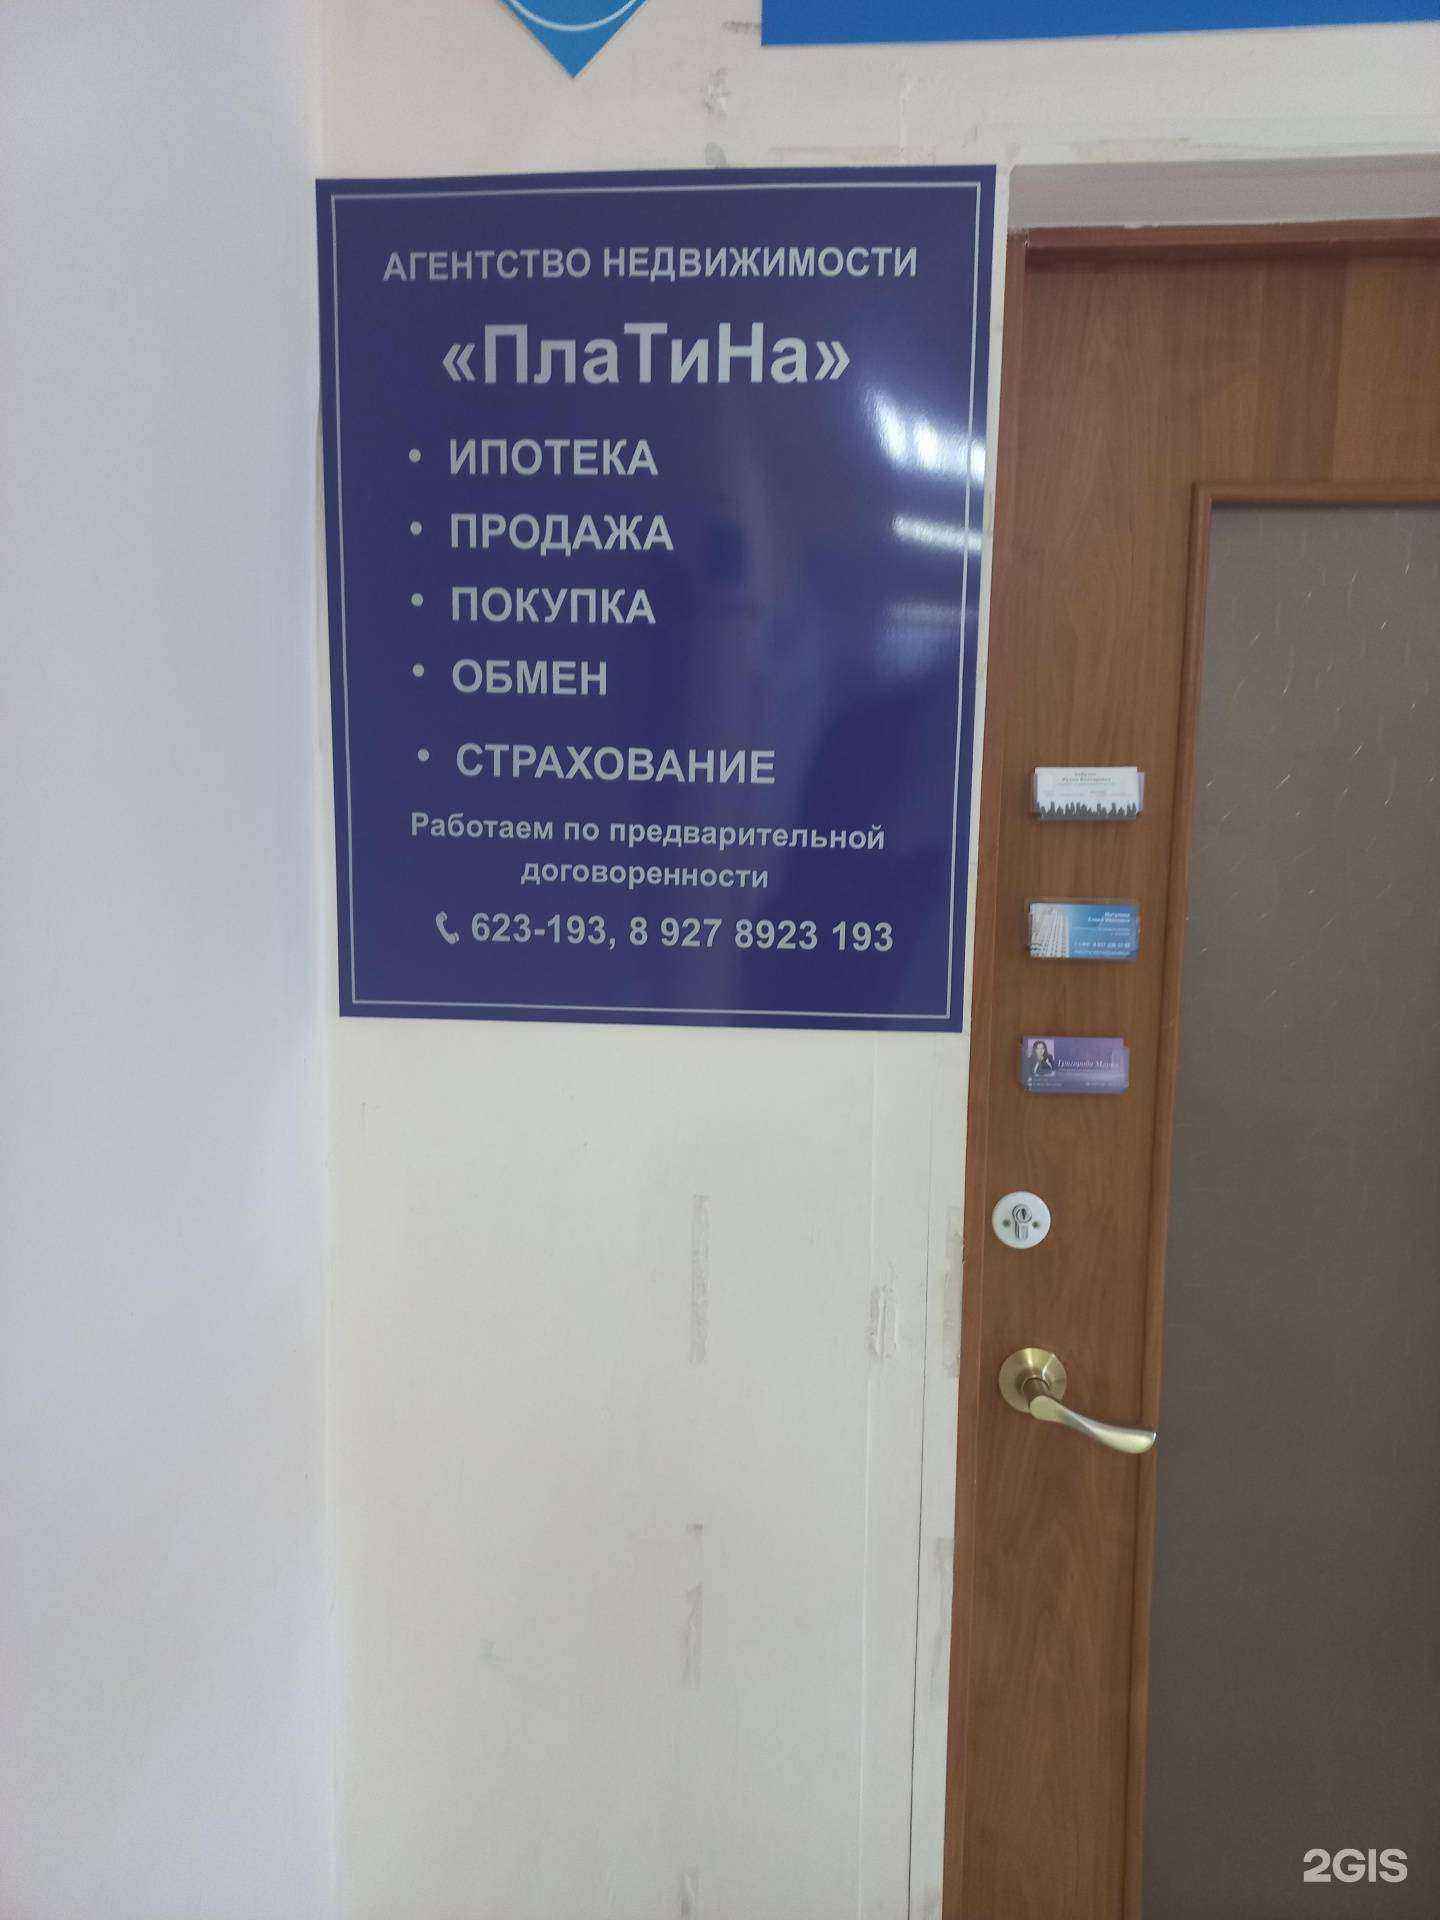 АГЕНТСТВО НЕДВИЖИМОСТИ
«ПлаТиНа»
• ИПОТЕКА
• ПРОДАЖА
• ПОКУПКА
• ОБМЕН
• СТРАХОВАНИЕ
Работаем по предварительной
договоренности
623-193, 8 927 8923 193
2GIS